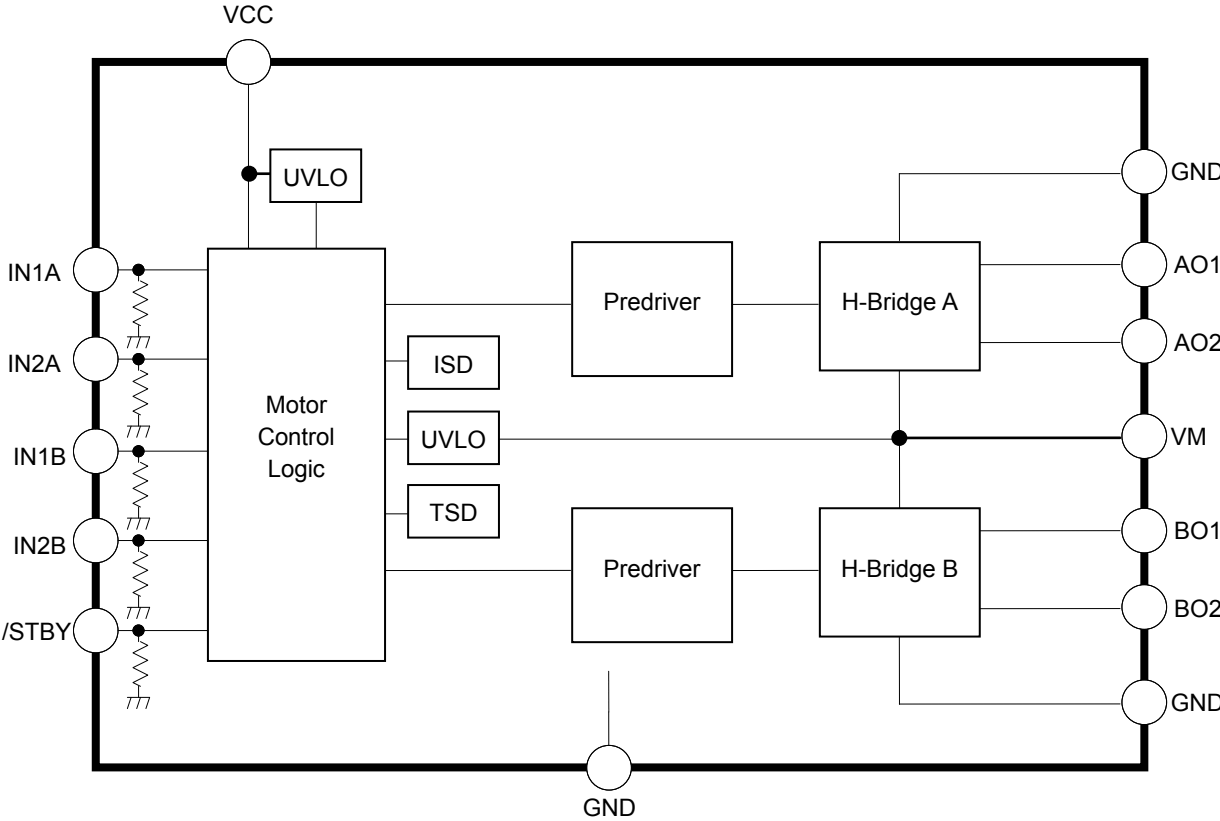 VCC
UVLO
GND
IN1A
AO1
Predriver
H-Bridge A
IN2A
AO2
ISD
Motor
Control
Logic
UVLO
VM
IN1B
TSD
BO1
IN2B
Predriver
H-Bridge B
BO2
/STBY
GND
GND